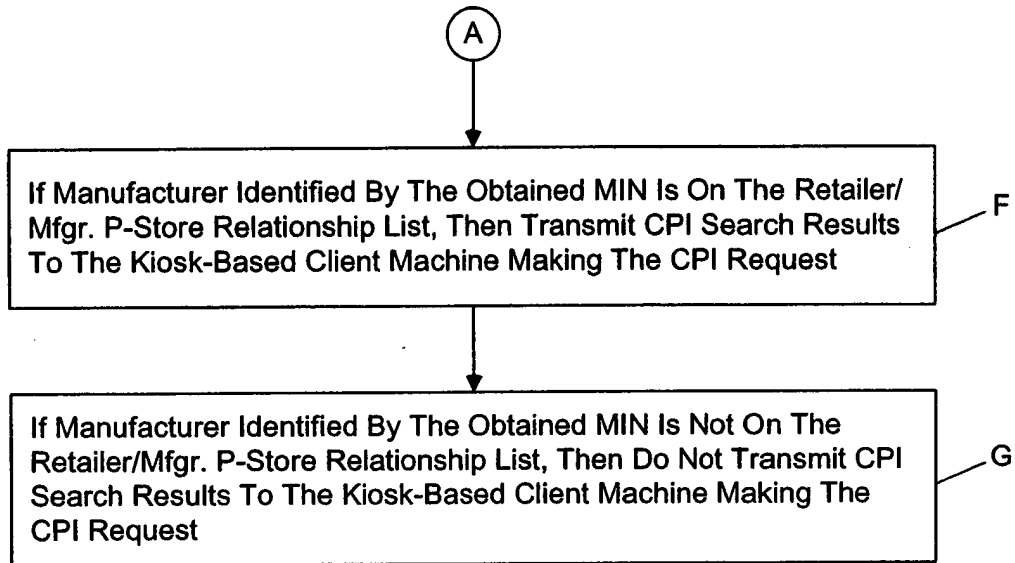 A
If Manufacturer Identified By The Obtained MIN Is On The Retailer/
Mfgr. P-Store Relationship List, Then Transmit CPI Search Results
To The Kiosk-Based Client Machine Making The CPI Request
F
If Manufacturer Identified By The Obtained MIN Is Not On The
Retailer/Mfgr. P-Store Relationship List, Then Do Not Transmit CPI
Search Results To The Kiosk-Based Client Machine Making The
CPI Request
G